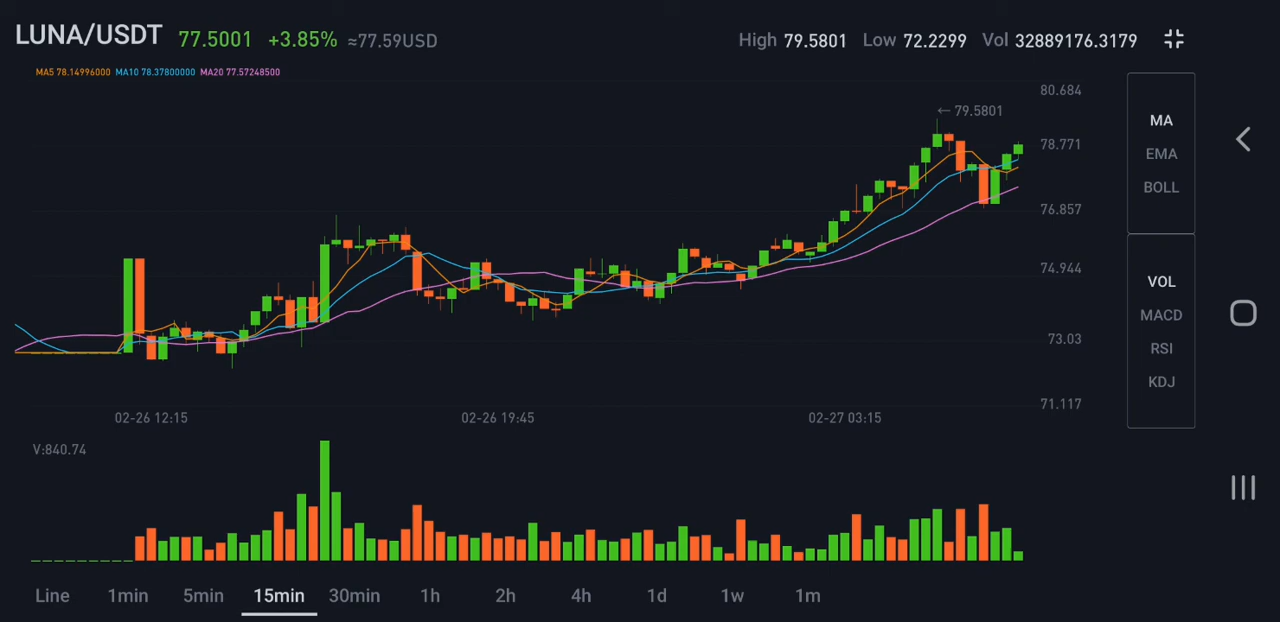 LUNA/USDT 77.5001 +3.85% ≈77.59USD High 79.5801 Low 72.2299 Vol 32889176.3179
MA5 78.14996000 MA10 78.37800000 MA20 77.57248500
80.684
← 79.5801
78.771
76.857
74.944
73.03
71.117
02-26 12:15 02-26 19:45 02-27 03:15
V:840.74
MA
EMA
BOLL
VOL
MACD
RSI
KDJ
Line 1min 5min 15min 30min 1h 2h 4h 1d 1w 1m